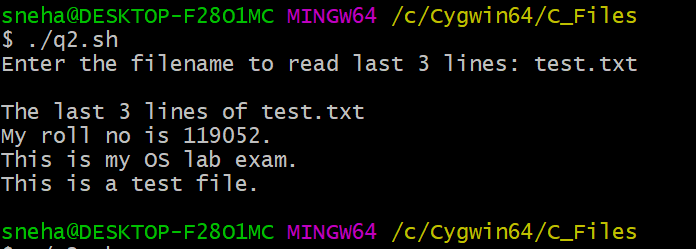 sneha@DESKTOP-F28O1MC MINGW64 /c/Cygwin64/C_Files
$ ./q2.sh
Enter the filename to read last 3 lines: test.txt
The last 3 lines of test.txt
My roll no is 119052.
This is my OS lab exam.
This is a test file.
sneha@DESKTOP-F28O1MC MINGW64 /c/Cygwin64/C_Files